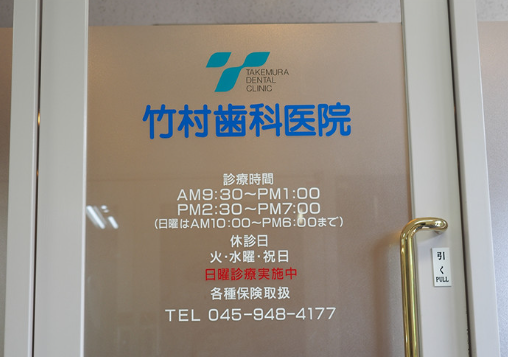 TAKEMURA
DENTAL
CLINIC
竹村歯科医院
診療時間
AM9:30～PM1:00
PM2:30～PM7:00
(日曜はAM10:00～PM6:00まで)
休診日
火・水曜・祝日
日曜診療実施中
各種保険取扱
TEL 045-948-4177
引く
PULL